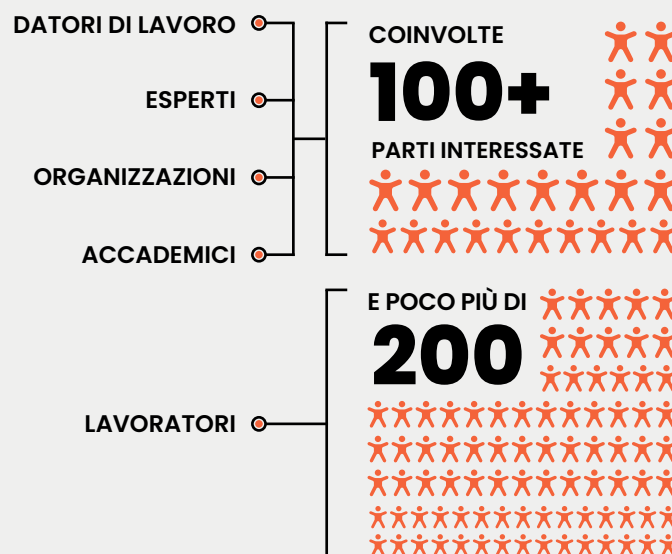 DATORI DI LAVORO
ESPERTI
ORGANIZZAZIONI
ACCADEMICI
COINVOLTE
100+
PARTI INTERESSATE
LAVORATORI
E POCO PIÙ DI
200